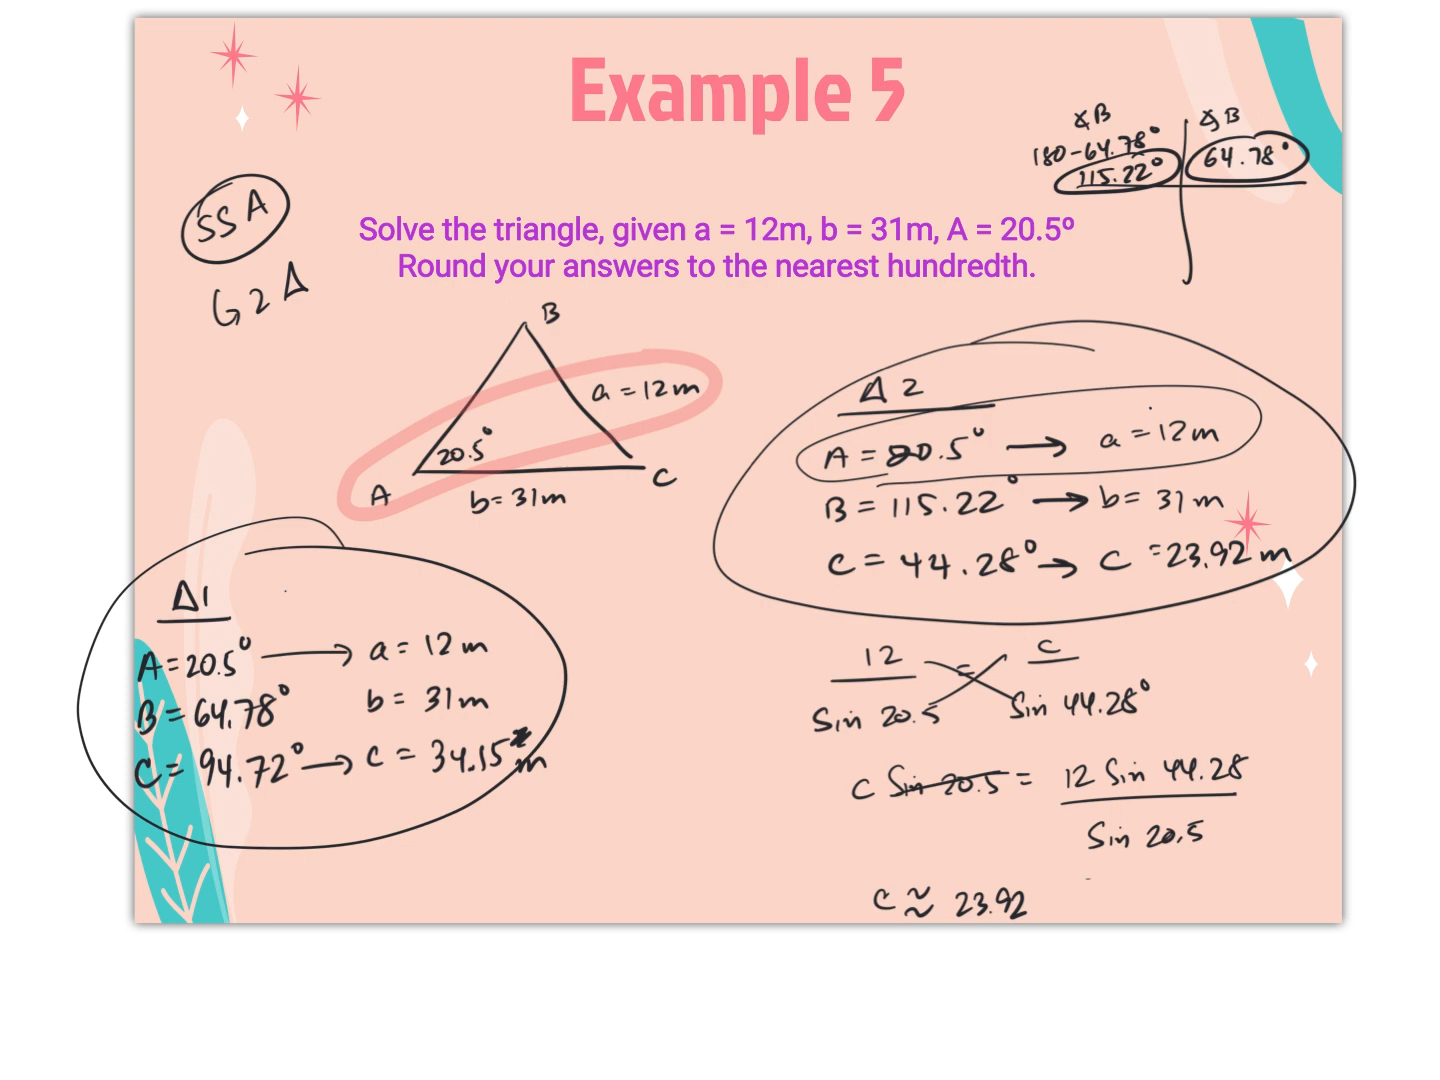 Example 5
∡B
180-64.78°
115.22°
∡B
64.78°
SSA
↳ 2 Δ
Solve the triangle, given a = 12m, b = 31m, A = 20.5º
Round your answers to the nearest hundredth.
B
a = 12m
20.5°
A
C
b = 31m
Δ 2
A = 20.5° → a = 12m
B = 115.22° → b = 31m
C = 44.28° → C = 23.92m
Δ1
A = 20.5° → a = 12m
B = 64.78° b = 31m
C = 94.72° → c = 34.15 m
12 = c
Sin 20.5 Sin 44.28°
C Sin 20.5 = 12 Sin 44.28
Sin 20.5
C ≈ 23.92